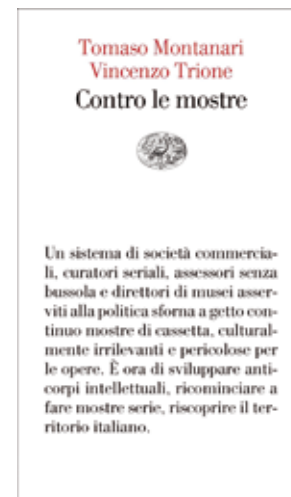 Tomaso Montanari
Vincenzo Trione
Contro le mostre
Un sistema di società commercia-
li, curatori seriali, assessori senza
bussola e direttori di musei asser-
viti alla politica sforna a getto con-
tinuo mostre di cassetta, cultural-
mente irrilevanti e pericolose per
le opere. È ora di sviluppare anti-
corpi intellettuali, ricominciare a
fare mostre serie, riscoprire il ter-
ritorio italiano.